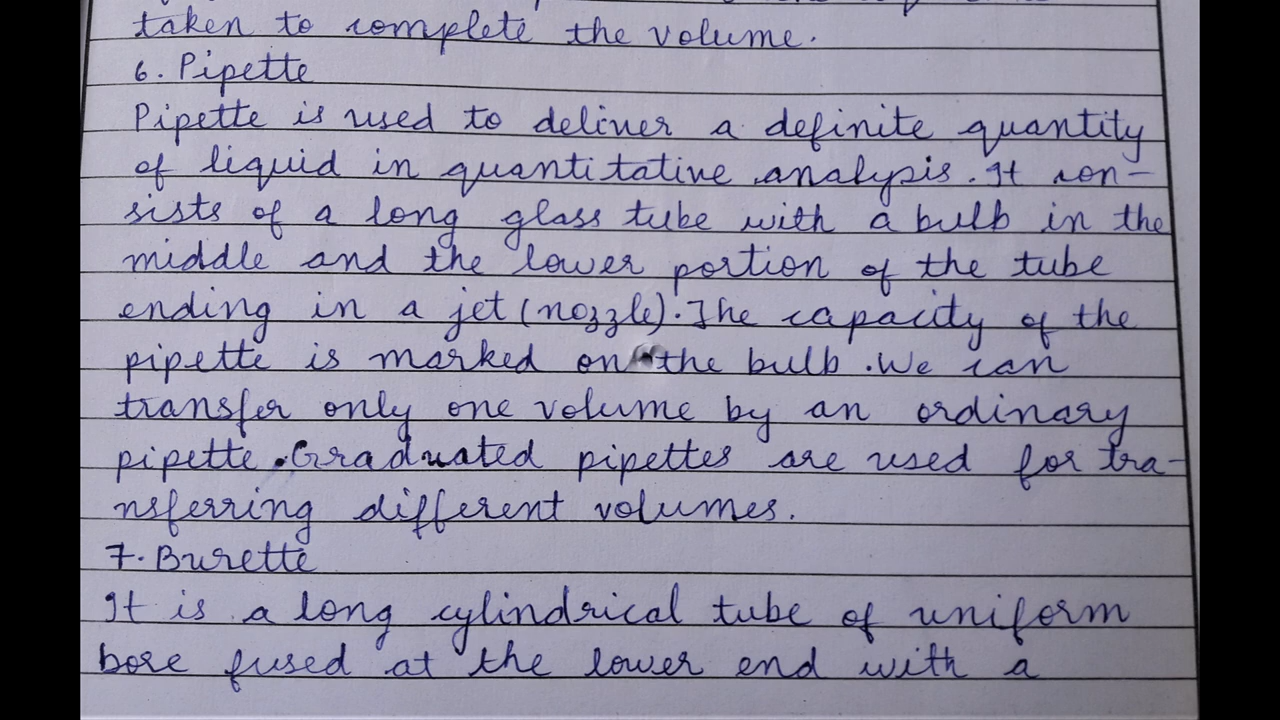 taken to complete the volume.
6. Pipette
Pipette is used to deliver a definite quantity
of liquid in quantitative analysis. It con-
sists of a long glass tube with a bulb in the
middle and the lower portion of the tube
ending in a jet (nozzle). The capacity of the
pipette is marked on the bulb. We can
transfer only one volume by an ordinary
pipette. Graduated pipettes are used for tra-
nsferring different volumes.
7. Burette
It is a long cylindrical tube of uniform
bore fused at the lower end with a